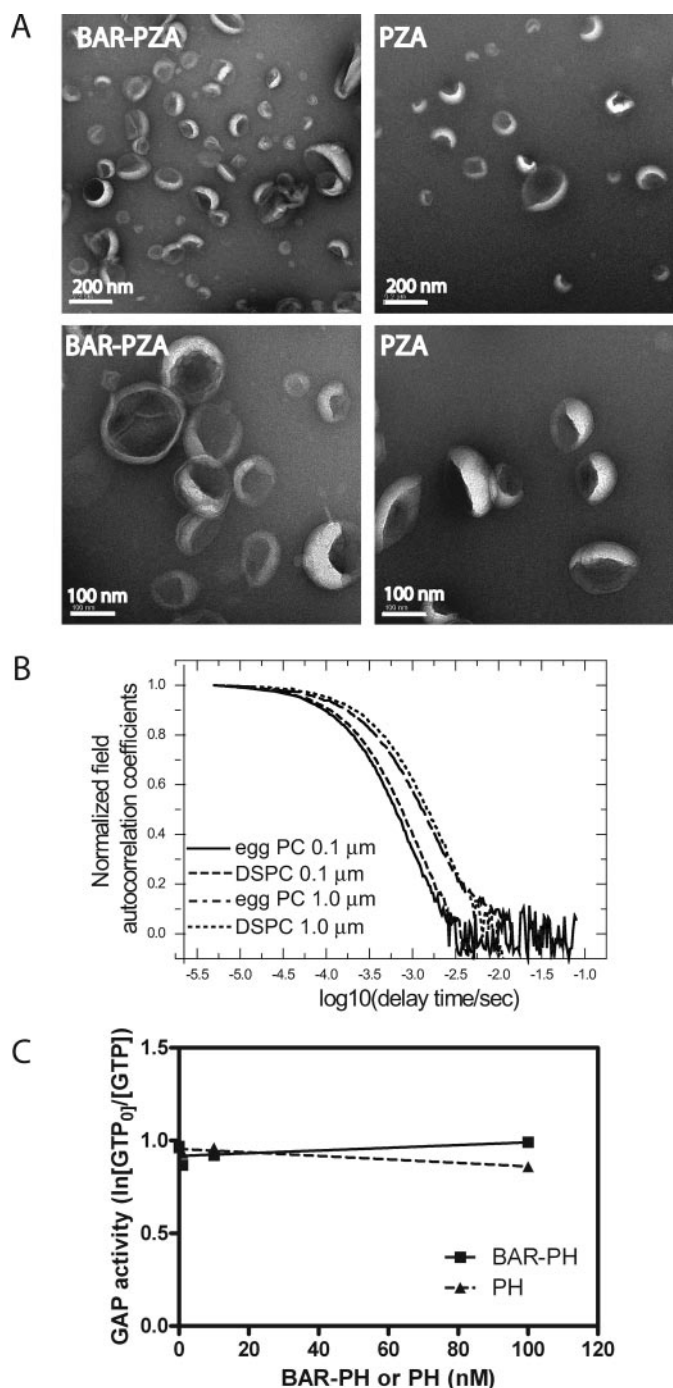 A
BAR-PZA
200 nm
PZA
200 nm
BAR-PZA
100 nm
PZA
100 nm
B
Normalized field
autocorrelation coefficients
1.0
0.8
0.6
0.4
0.2
0.0
egg PC 0.1 μm
DSPC 0.1 μm
egg PC 1.0 μm
DSPC 1.0 μm
-5.5 -5.0 -4.5 -4.0 -3.5 -3.0 -2.5 -2.0 -1.5 -1.0
log10(delay time/sec)
C
GAP activity (ln[GTP0]/[GTP])
1.5
1.0
0.5
0.0
BAR-PH
PH
0 20 40 60 80 100 120
BAR-PH or PH (nM)